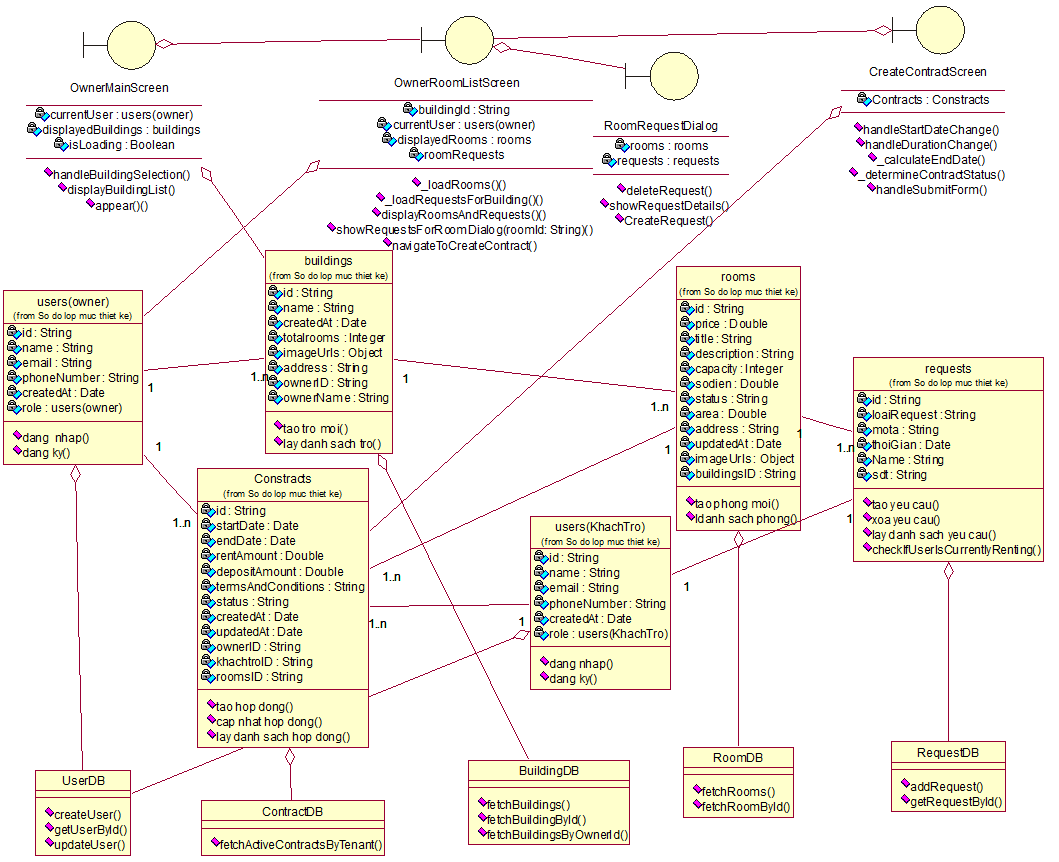 OwnerMainScreen
currentUser : users(owner)
displayedBuildings : buildings
isLoading : Boolean
handleBuildingSelection()
displayBuildingList()
appear()()
OwnerRoomListScreen
buildingId : String
currentUser : users(owner)
displayedRooms : rooms
roomRequests
_loadRooms()()
_loadRequestsForBuilding()()
displayRoomsAndRequests()()
showRequestsForRoomDialog(roomId: String)()
navigateToCreateContract()
RoomRequestDialog
rooms : rooms
requests : requests
deleteRequest()
showRequestDetails()
CreateRequest()
CreateContractScreen
Contracts : Constracts
handleStartDateChange()
handleDurationChange()
_calculateEndDate()
_determineContractStatus()
handleSubmitForm()
users(owner)
(from So do lop muc thiet ke)
id : String
name : String
email : String
phoneNumber : String
createdAt : Date
role : users(owner)
dang nhap()
dang ky()
buildings
(from So do lop muc thiet ke)
id : String
name : String
createdAt : Date
totalrooms : Integer
imageUrls : Object
address : String
ownerID : String
ownerName : String
tao tro moi()
lay danh sach tro()
rooms
(from So do lop muc thiet ke)
id : String
price : Double
title : String
description : String
capacity : Integer
sodien : Double
status : String
area : Double
address : String
updatedAt : Date
imageUrls : Object
buildingsID : String
tao phong moi()
ldanh sach phong()
requests
(from So do lop muc thiet ke)
id : String
loaiRequest : String
mota : String
thoiGian : Date
Name : String
sdt : String
tao yeu cau()
xoa yeu cau()
lay danh sach yeu cau()
checkIfUserIsCurrentlyRenting()
Constracts
(from So do lop muc thiet ke)
id : String
startDate : Date
endDate : Date
rentAmount : Double
depositAmount : Double
termsAndConditions : String
status : String
createdAt : Date
updatedAt : Date
ownerID : String
khachtroID : String
roomsID : String
tao hop dong()
cap nhat hop dong()
lay danh sach hop dong()
users(KhachTro)
(from So do lop muc thiet ke)
id : String
name : String
email : String
phoneNumber : String
createdAt : Date
role : users(KhachTro)
dang nhap()
dang ky()
1
1..n
1
1..n
1
1..n
1
1..n
1
1..n
1
1..n
1
1
UserDB
createUser()
getUserById()
updateUser()
ContractDB
fetchActiveContractsByTenant()
BuildingDB
fetchBuildings()
fetchBuildingById()
fetchBuildingsByOwnerId()
RoomDB
fetchRooms()
fetchRoomById()
RequestDB
addRequest()
getRequestById()